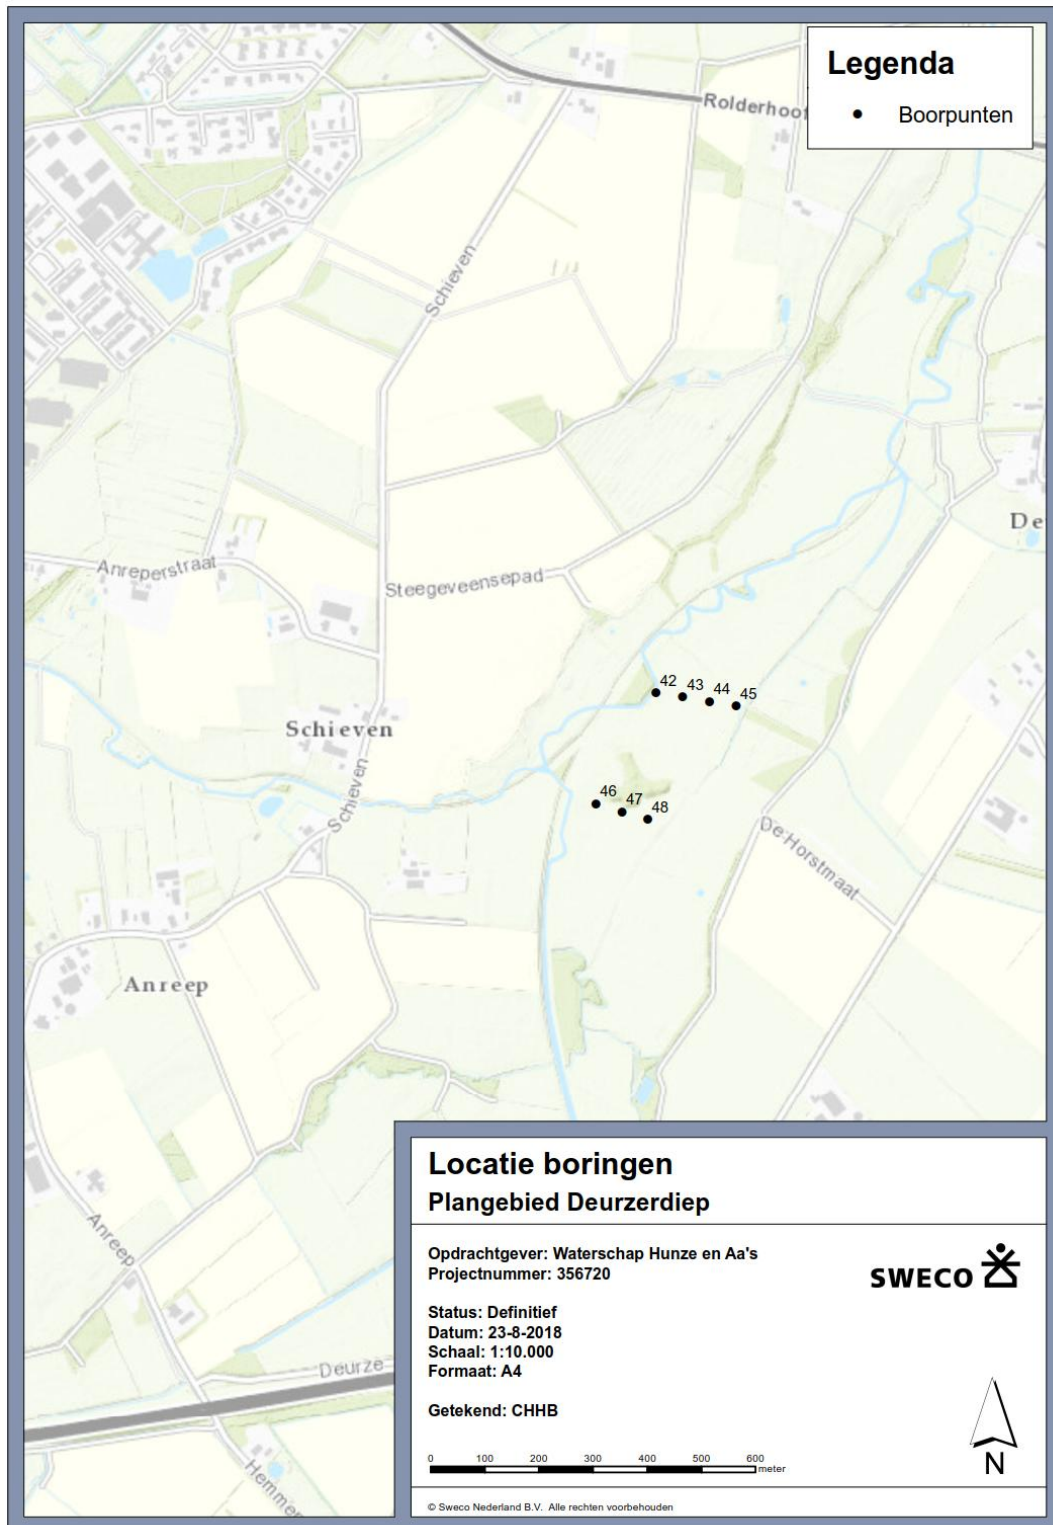 Legenda
Boorpunten
Rolderhoof
Schieven
Anreperstraat
Steegeveensepad
De
42
43
44
45
Schieven
Schieven
46
47
48
De Horstmaat
Anreep
Anreep
Deurze
Hemmer
Locatie boringen
Plangebied Deurzerdiep
Opdrachtgever: Waterschap Hunze en Aa's
Projectnummer: 356720
SWECO
Status: Definitief
Datum: 23-8-2018
Schaal: 1:10.000
Formaat: A4
Getekend: CHHB
0 100 200 300 400 500 600
meter
N
© Sweco Nederland B.V. Alle rechten voorbehouden